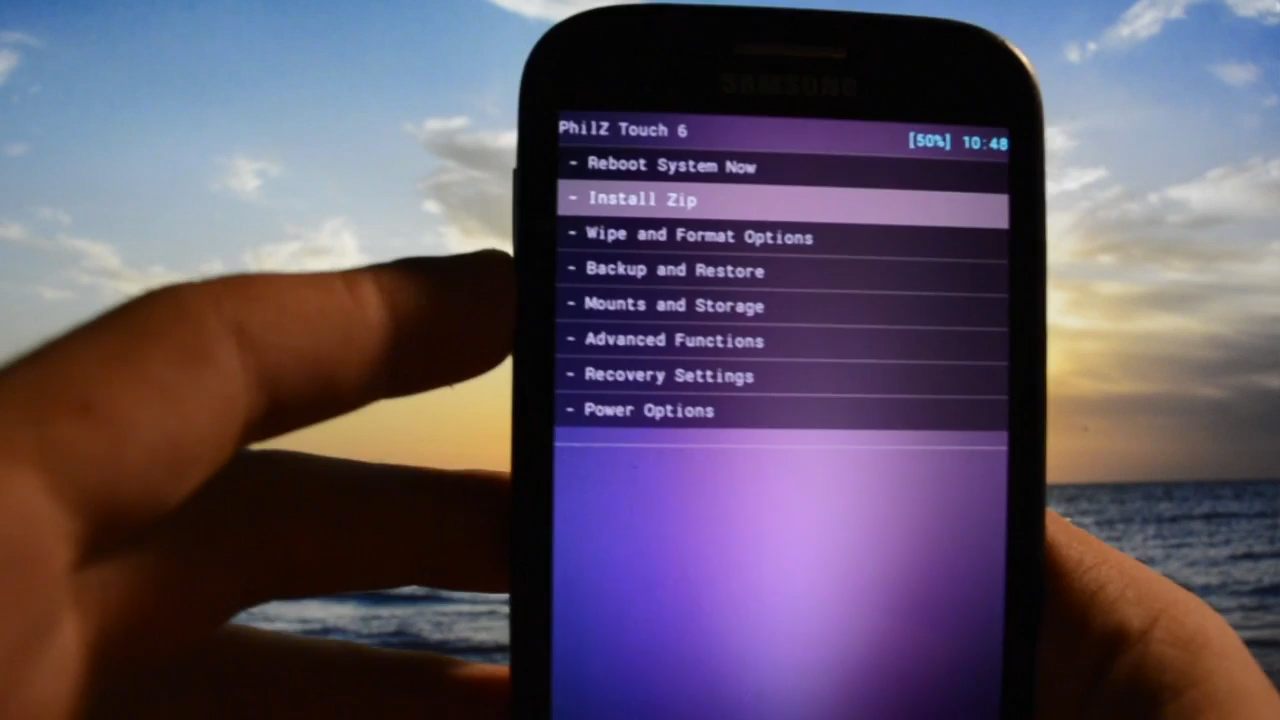 SAMSUNG
PhilZ Touch 6 [50%] 10:48
- Reboot System Now
- Install Zip
- Wipe and Format Options
- Backup and Restore
- Mounts and Storage
- Advanced Functions
- Recovery Settings
- Power Options